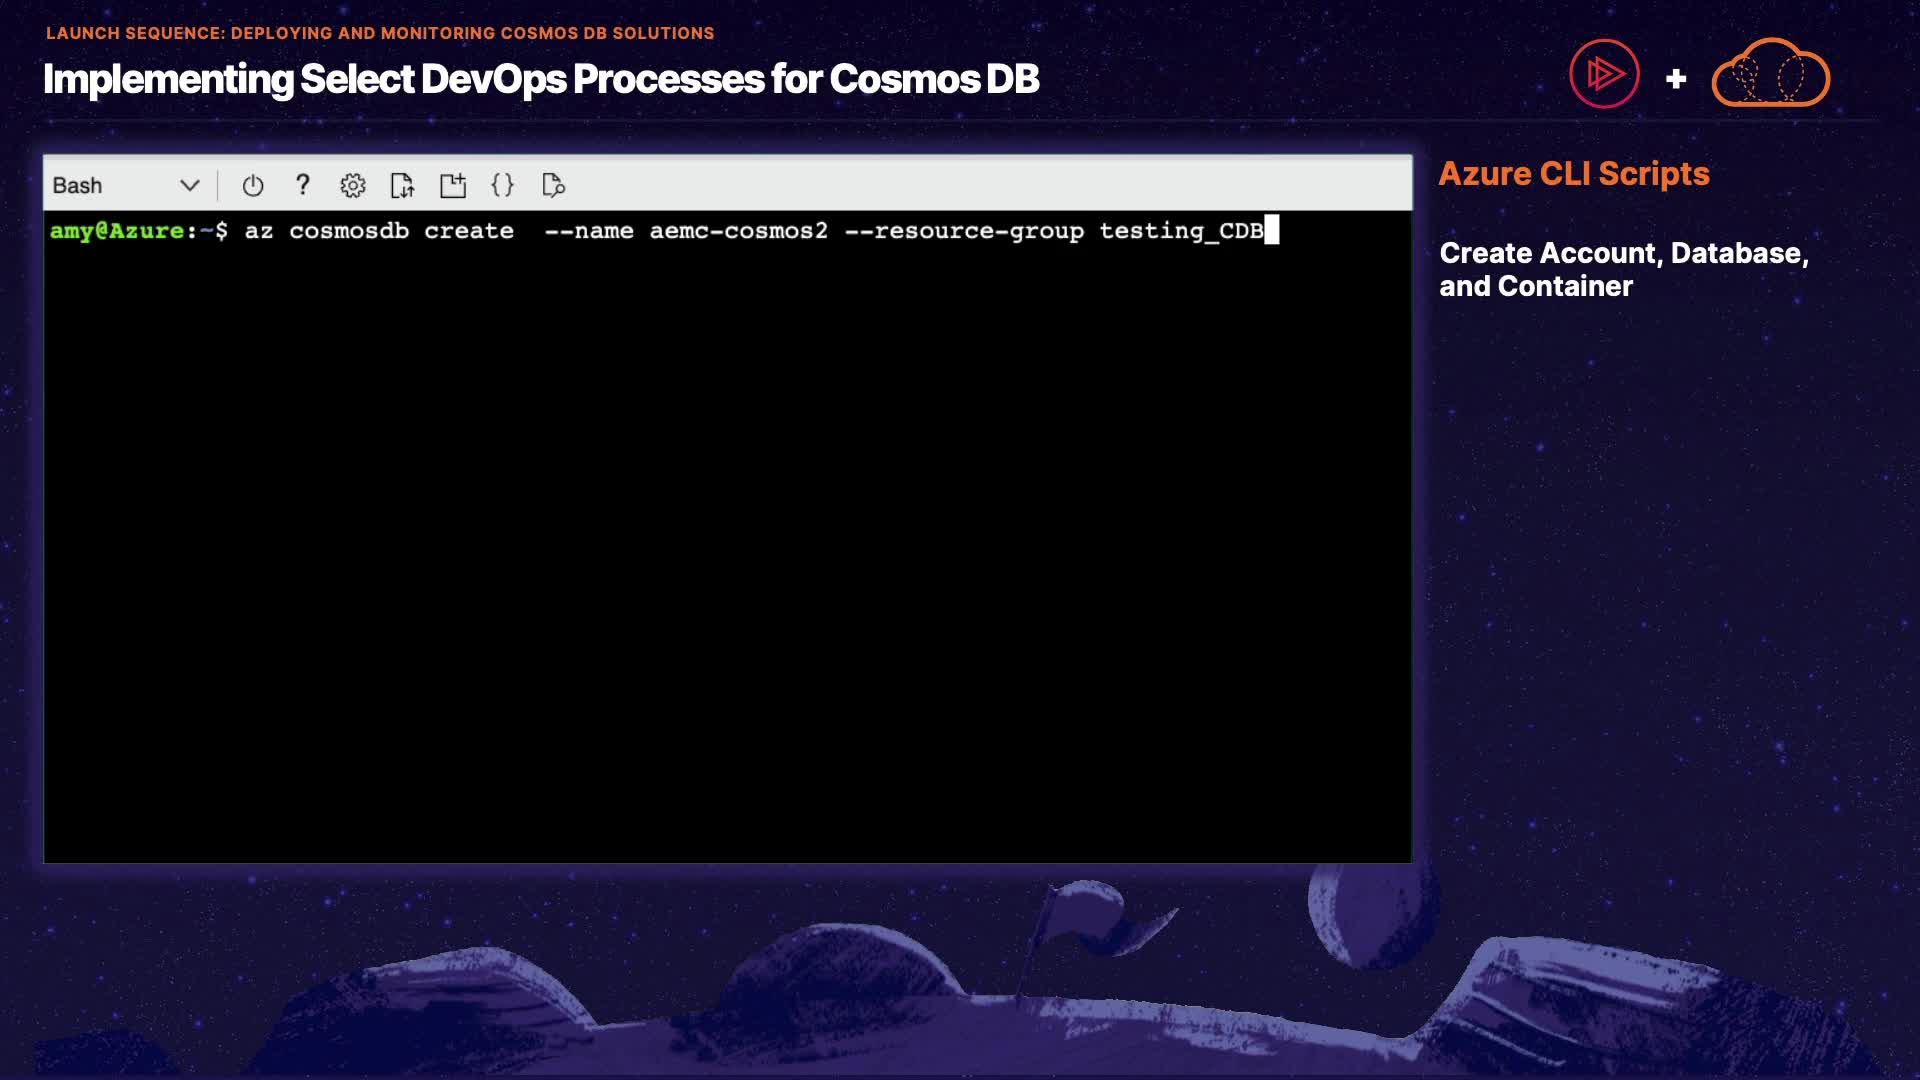 LAUNCH SEQUENCE: DEPLOYING AND MONITORING COSMOS DB SOLUTIONS
Implementing Select DevOps Processes for Cosmos DB
+
Bash
amy@Azure:~$ az cosmosdb create  --name aemc-cosmos2 --resource-group testing_CDB
Azure CLI Scripts
Create Account, Database,
and Container